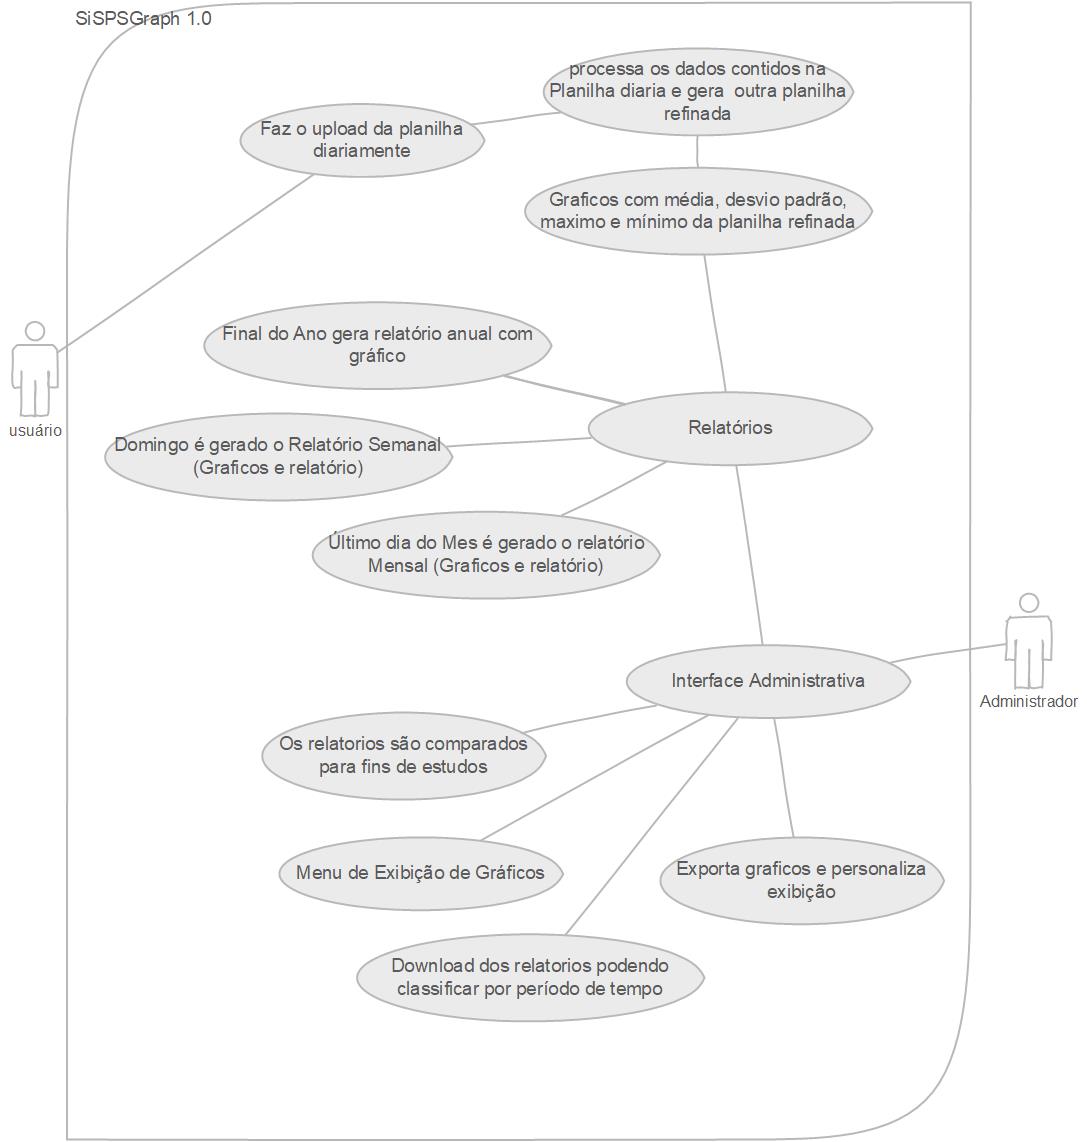 SiSPSGraph 1.0
processa os dados contidos na
Planilha diaria e gera outra planilha
refinada
Faz o upload da planilha
diariamente
Graficos com média, desvio padrão,
maximo e mínimo da planilha refinada
Final do Ano gera relatório anual com
gráfico
usuário
Relatórios
Domingo é gerado o Relatório Semanal
(Graficos e relatório)
Último dia do Mes é gerado o relatório
Mensal (Graficos e relatório)
Interface Administrativa
Administrador
Os relatorios são comparados
para fins de estudos
Menu de Exibição de Gráficos
Exporta graficos e personaliza
exibição
Download dos relatorios podendo
classificar por período de tempo